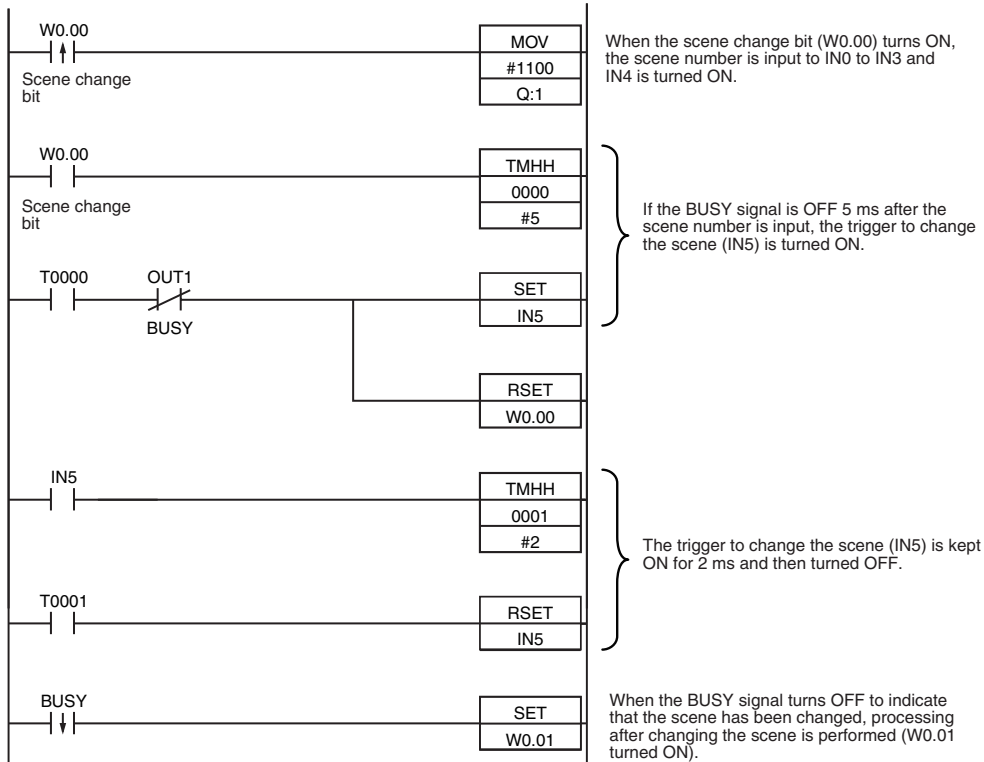 W0.00
Scene change
bit
MOV
#1100
Q:1
When the scene change bit (W0.00) turns ON,
the scene number is input to IN0 to IN3 and
IN4 is turned ON.
W0.00
Scene change
bit
TMHH
0000
#5
If the BUSY signal is OFF 5 ms after the
scene number is input, the trigger to change
the scene (IN5) is turned ON.
T0000
OUT1
BUSY
SET
IN5
RSET
W0.00
IN5
TMHH
0001
#2
The trigger to change the scene (IN5) is kept
ON for 2 ms and then turned OFF.
T0001
RSET
IN5
BUSY
SET
W0.01
When the BUSY signal turns OFF to indicate
that the scene has been changed, processing
after changing the scene is performed (W0.01
turned ON).